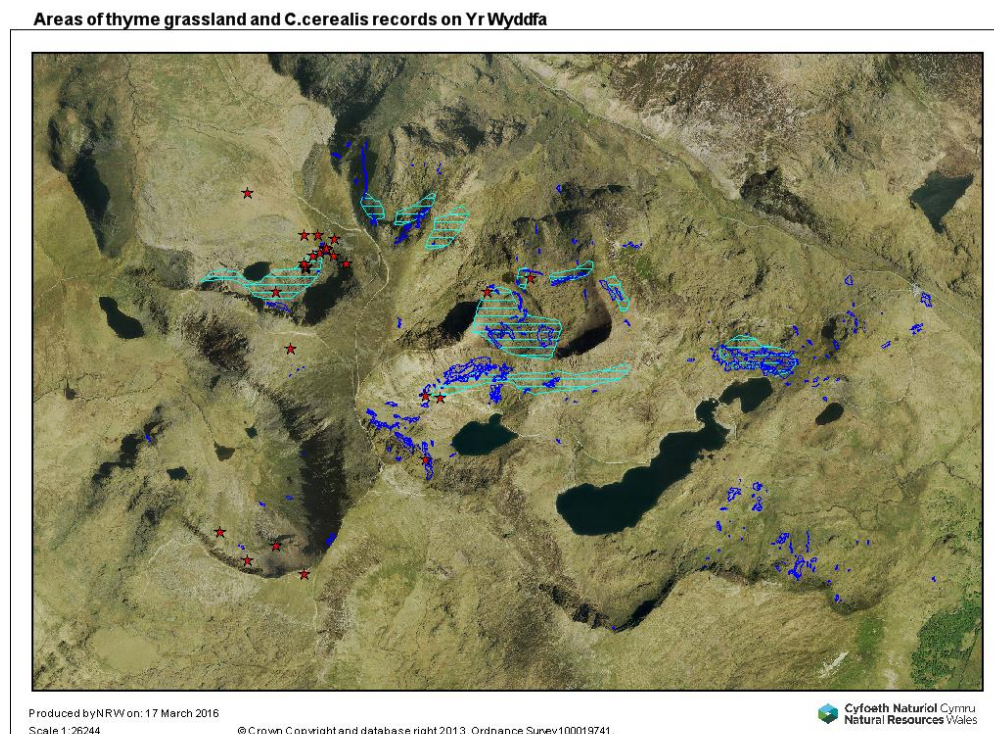 Areas of thyme grassland and C.cerealis records on Yr Wyddfa
Produced by NRW on: 17 March 2016
Scale 1:26244
© Crown Copyright and database right 2013. Ordnance Survey 100019741.
Cyfoeth Naturiol Cymru
Natural Resources Wales